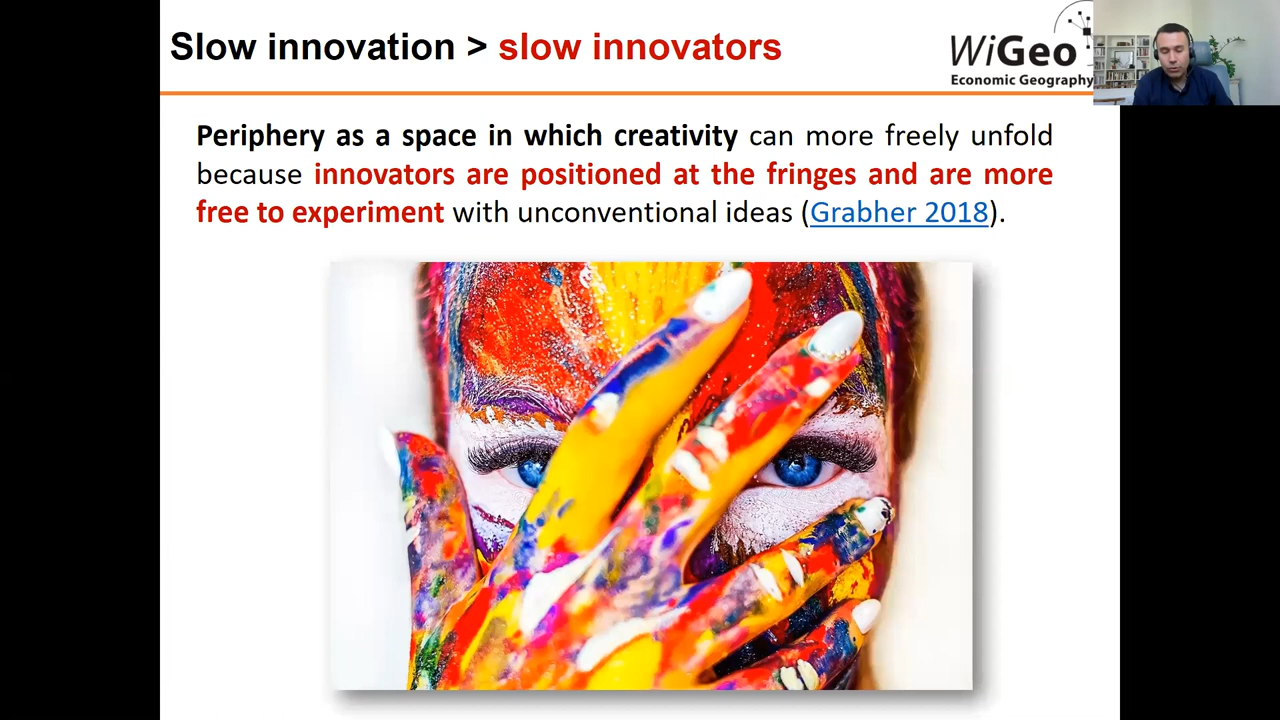 Slow innovation > slow innovators
WiGeo
Economic Geography
Periphery as a space in which creativity can more freely unfold
because innovators are positioned at the fringes and are more
free to experiment with unconventional ideas (Grabher 2018).